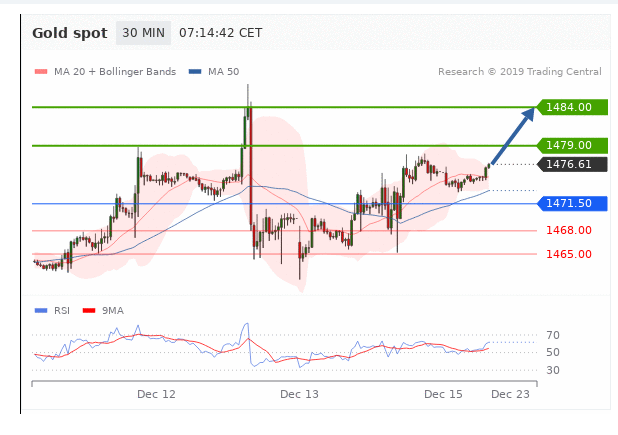 Gold spot 30 MIN 07:14:42 CET
MA 20 + Bollinger Bands MA 50 Research © 2019 Trading Central
1484.00
1479.00
1476.61
1471.50
1468.00
1465.00
RSI 9MA
70
50
30
Dec 12 Dec 13 Dec 15 Dec 23